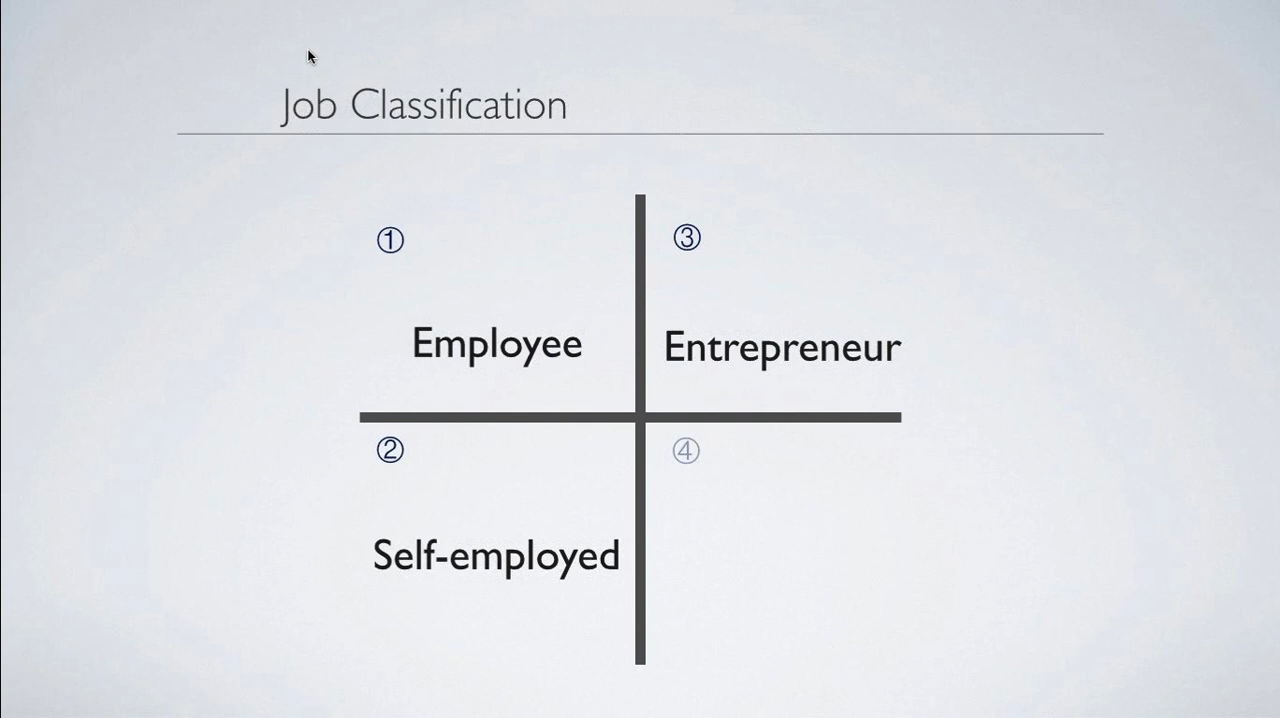 Job Classification
①
Employee
③
Entrepreneur
②
Self-employed
④